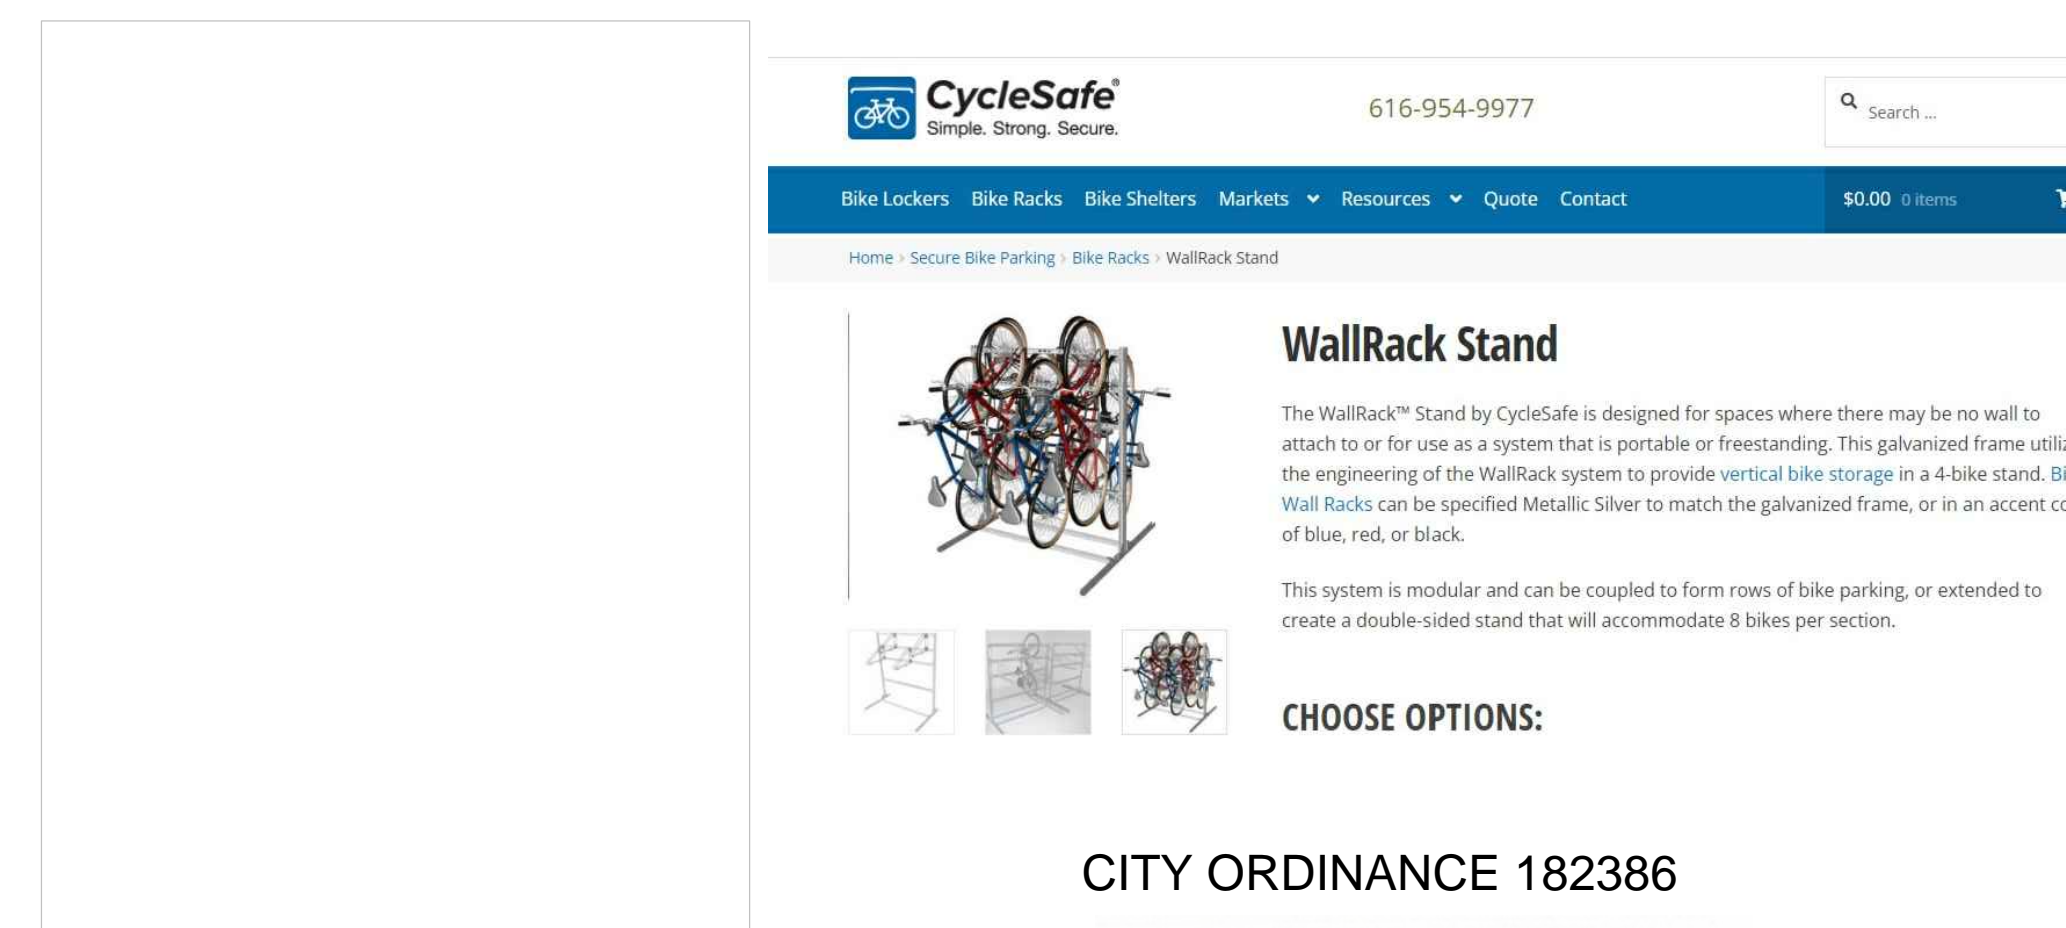 CycleSafe®
Simple. Strong. Secure.
616-954-9977
Search ...
Bike Lockers Bike Racks Bike Shelters Markets Resources Quote Contact
$0.00 0 items
Home › Secure Bike Parking › Bike Racks › WallRack Stand
WallRack Stand
The WallRack™ Stand by CycleSafe is designed for spaces where there may be no wall to
attach to or for use as a system that is portable or freestanding. This galvanized frame
the engineering of the WallRack system to provide vertical bike storage in a 4-bike stand.
Wall Racks can be specified Metallic Silver to match the galvanized frame, or in an accent
of blue, red, or black.
This system is modular and can be coupled to form rows of bike parking, or extended to
create a double-sided stand that will accommodate 8 bikes per section.
CHOOSE OPTIONS:
CITY ORDINANCE 182386